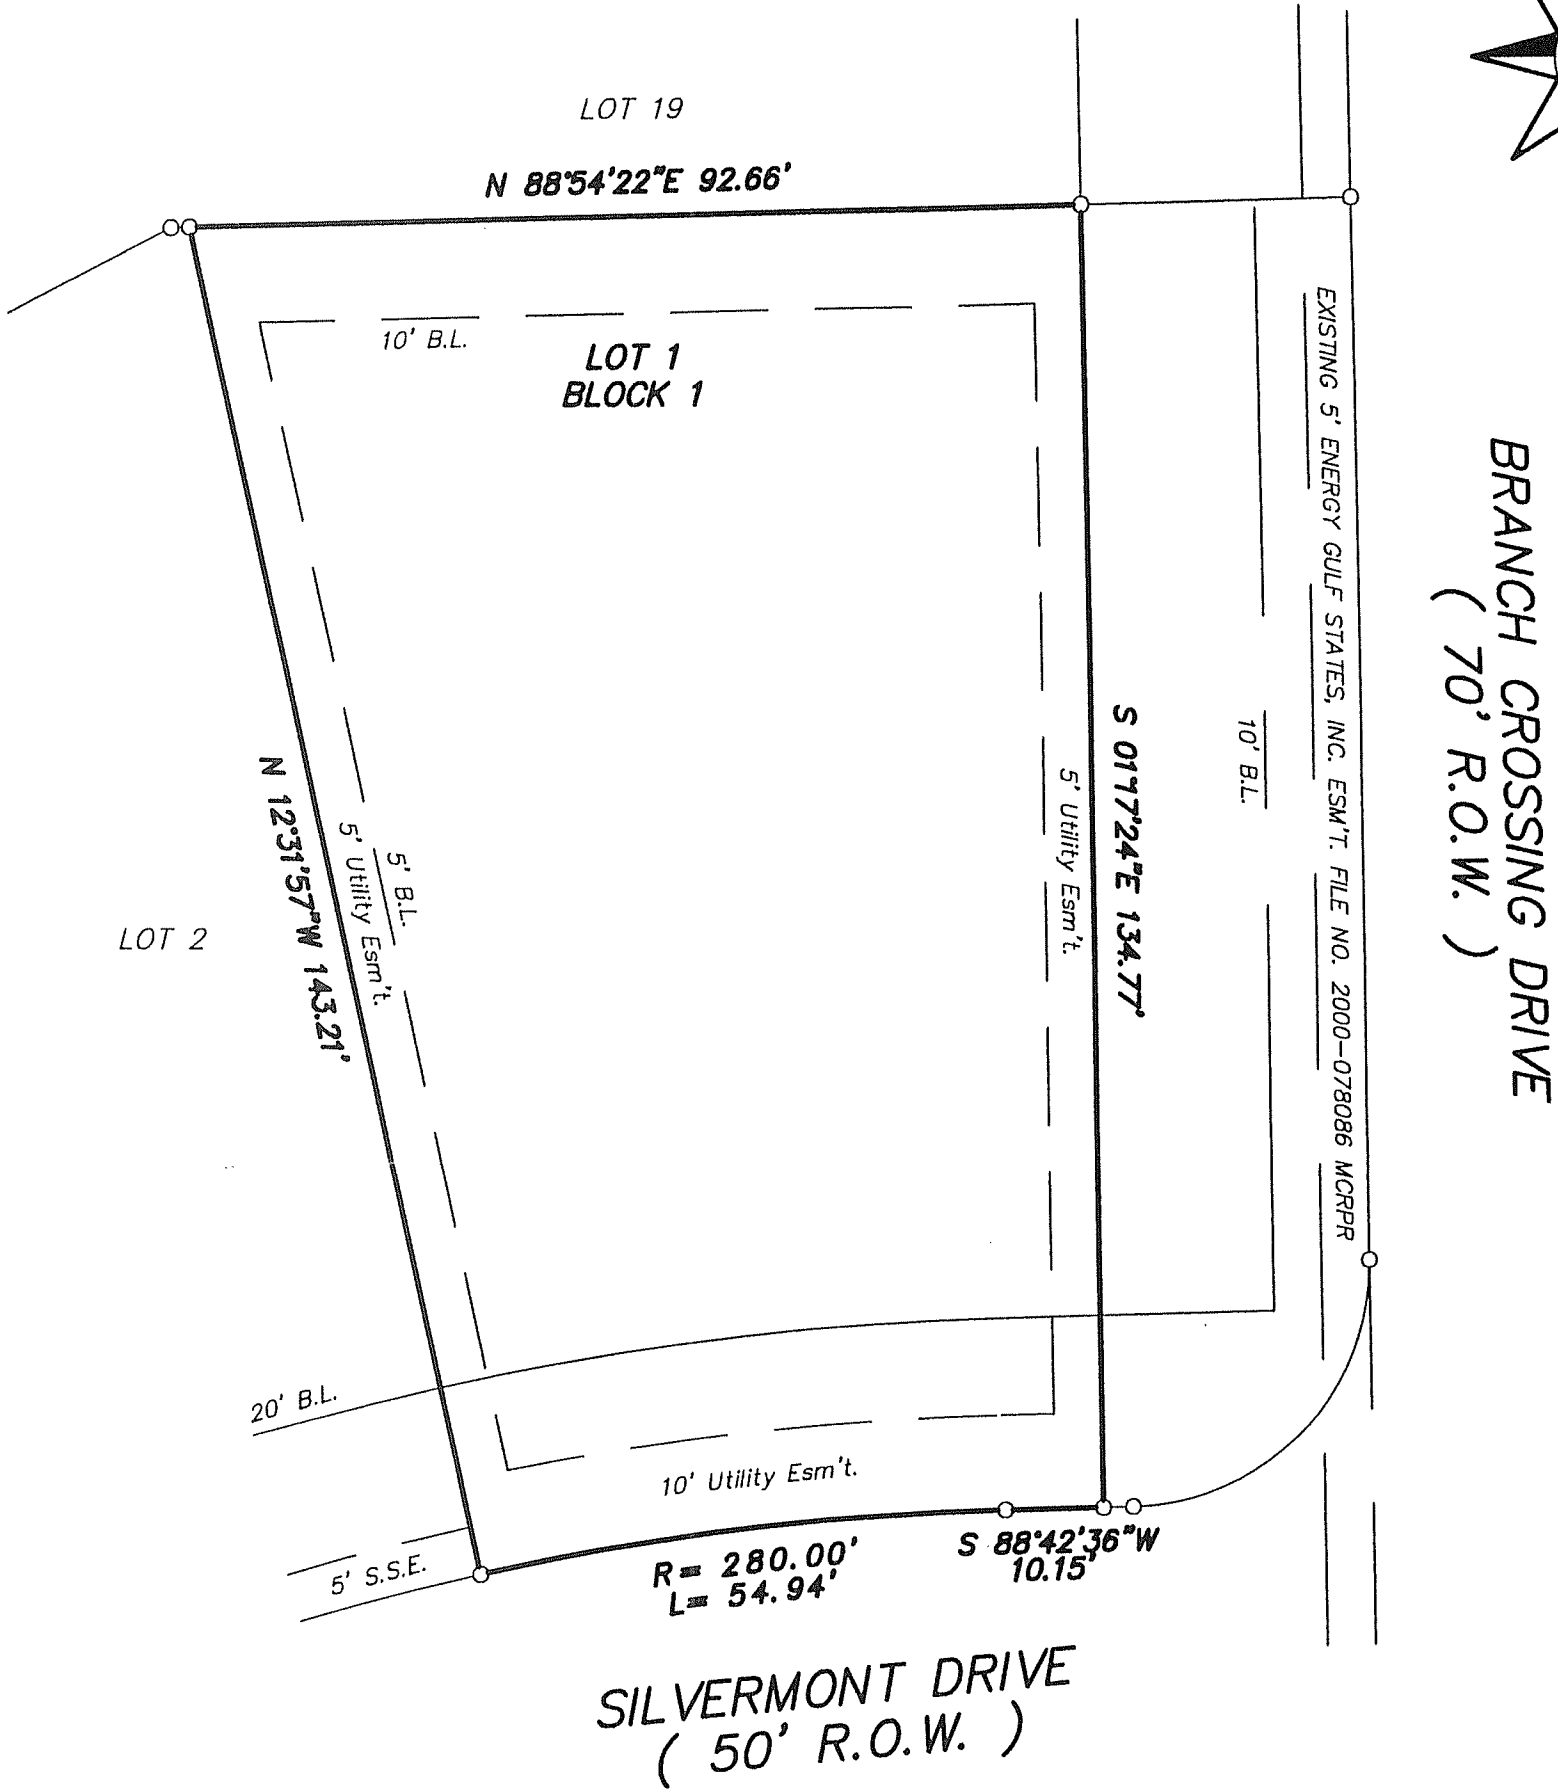 LOT 19
N 88°54'22"E 92.66'
10' B.L.
LOT 1
BLOCK 1
EXISTING 5' ENERGY GULF STATES, INC. ESM'T. FILE NO. 2000-078086 MCRPR
BRANCH CROSSING DRIVE
( 70' R.O.W. )
S 01°17'24"E 134.77'
10' B.L.
5' Utility Esm't.
5' B.L.
5' Utility Esm't.
N 12°31'57"W 143.21'
LOT 2
20' B.L.
10' Utility Esm't.
5' S.S.E.
R= 280.00'
L= 54.94'
S 88°42'36"W
10.15'
SILVERMONT DRIVE
( 50' R.O.W. )